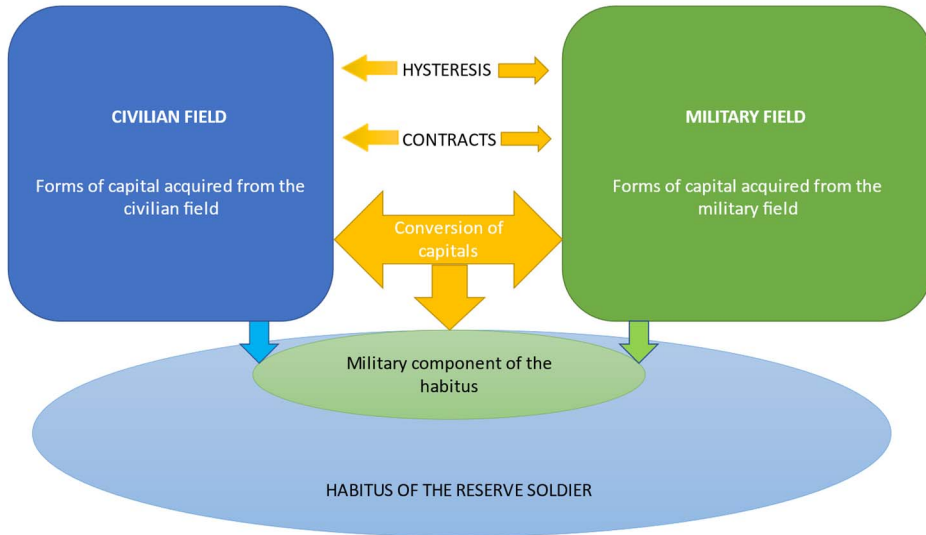 HYSTERESIS
CIVILIAN FIELD
MILITARY FIELD
CONTRACTS
Forms of capital acquired from the
civilian field
Forms of capital acquired from the
military field
Conversion of
capitals
Military component of the
habitus
HABITUS OF THE RESERVE SOLDIER